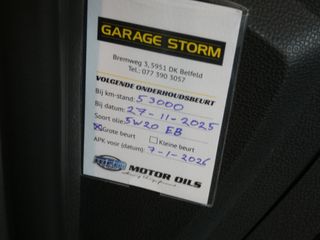 GARAGE STORM
Bremweg 3, 5951 DK Belfeld
Tel.: 077 390 3057
VOLGENDE ONDERHOUDSBEURT
Bij km-stand: 53000
Bij datum: 27-11-2025
Soort olie: 5W20 EB
Grote beurt Kleine beurt
APK voor (datum): 7-1-2026
MOTOR OILS